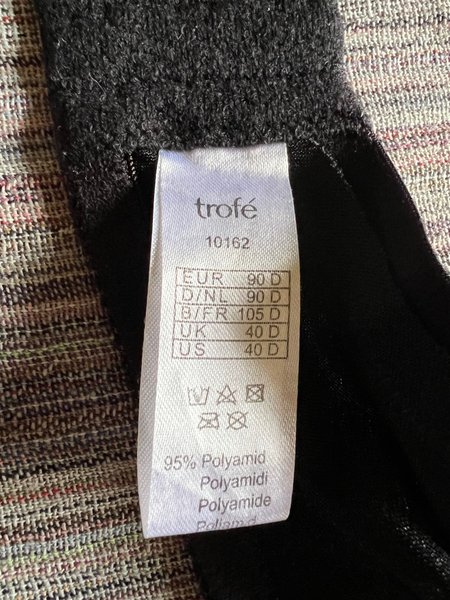 trofé
10162
EUR 90 D
D/NL 90 D
B/FR 105 D
UK 40 D
US 40 D
95% Polyamid
Polyamidi
Polyamide